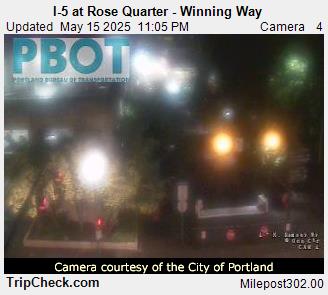 I-5 at Rose Quarter - Winning Way
Updated May 15 2025 11:05 PM Camera 4
PBOT
PORTLAND BUREAU OF TRANSPORTATION
Camera courtesy of the City of Portland
TripCheck.com Milepost302.00